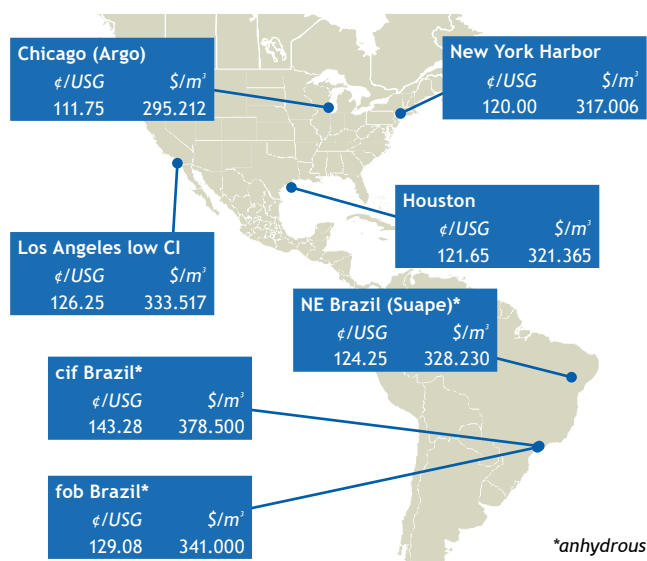 Chicago (Argo)
¢/USG $/m³
111.75 295.212
New York Harbor
¢/USG $/m³
120.00 317.006
Houston
¢/USG $/m³
121.65 321.365
Los Angeles low CI
¢/USG $/m³
126.25 333.517
NE Brazil (Suape)*
¢/USG $/m³
124.25 328.230
cif Brazil*
¢/USG $/m³
143.28 378.500
fob Brazil*
¢/USG $/m³
129.08 341.000
*anhydrous